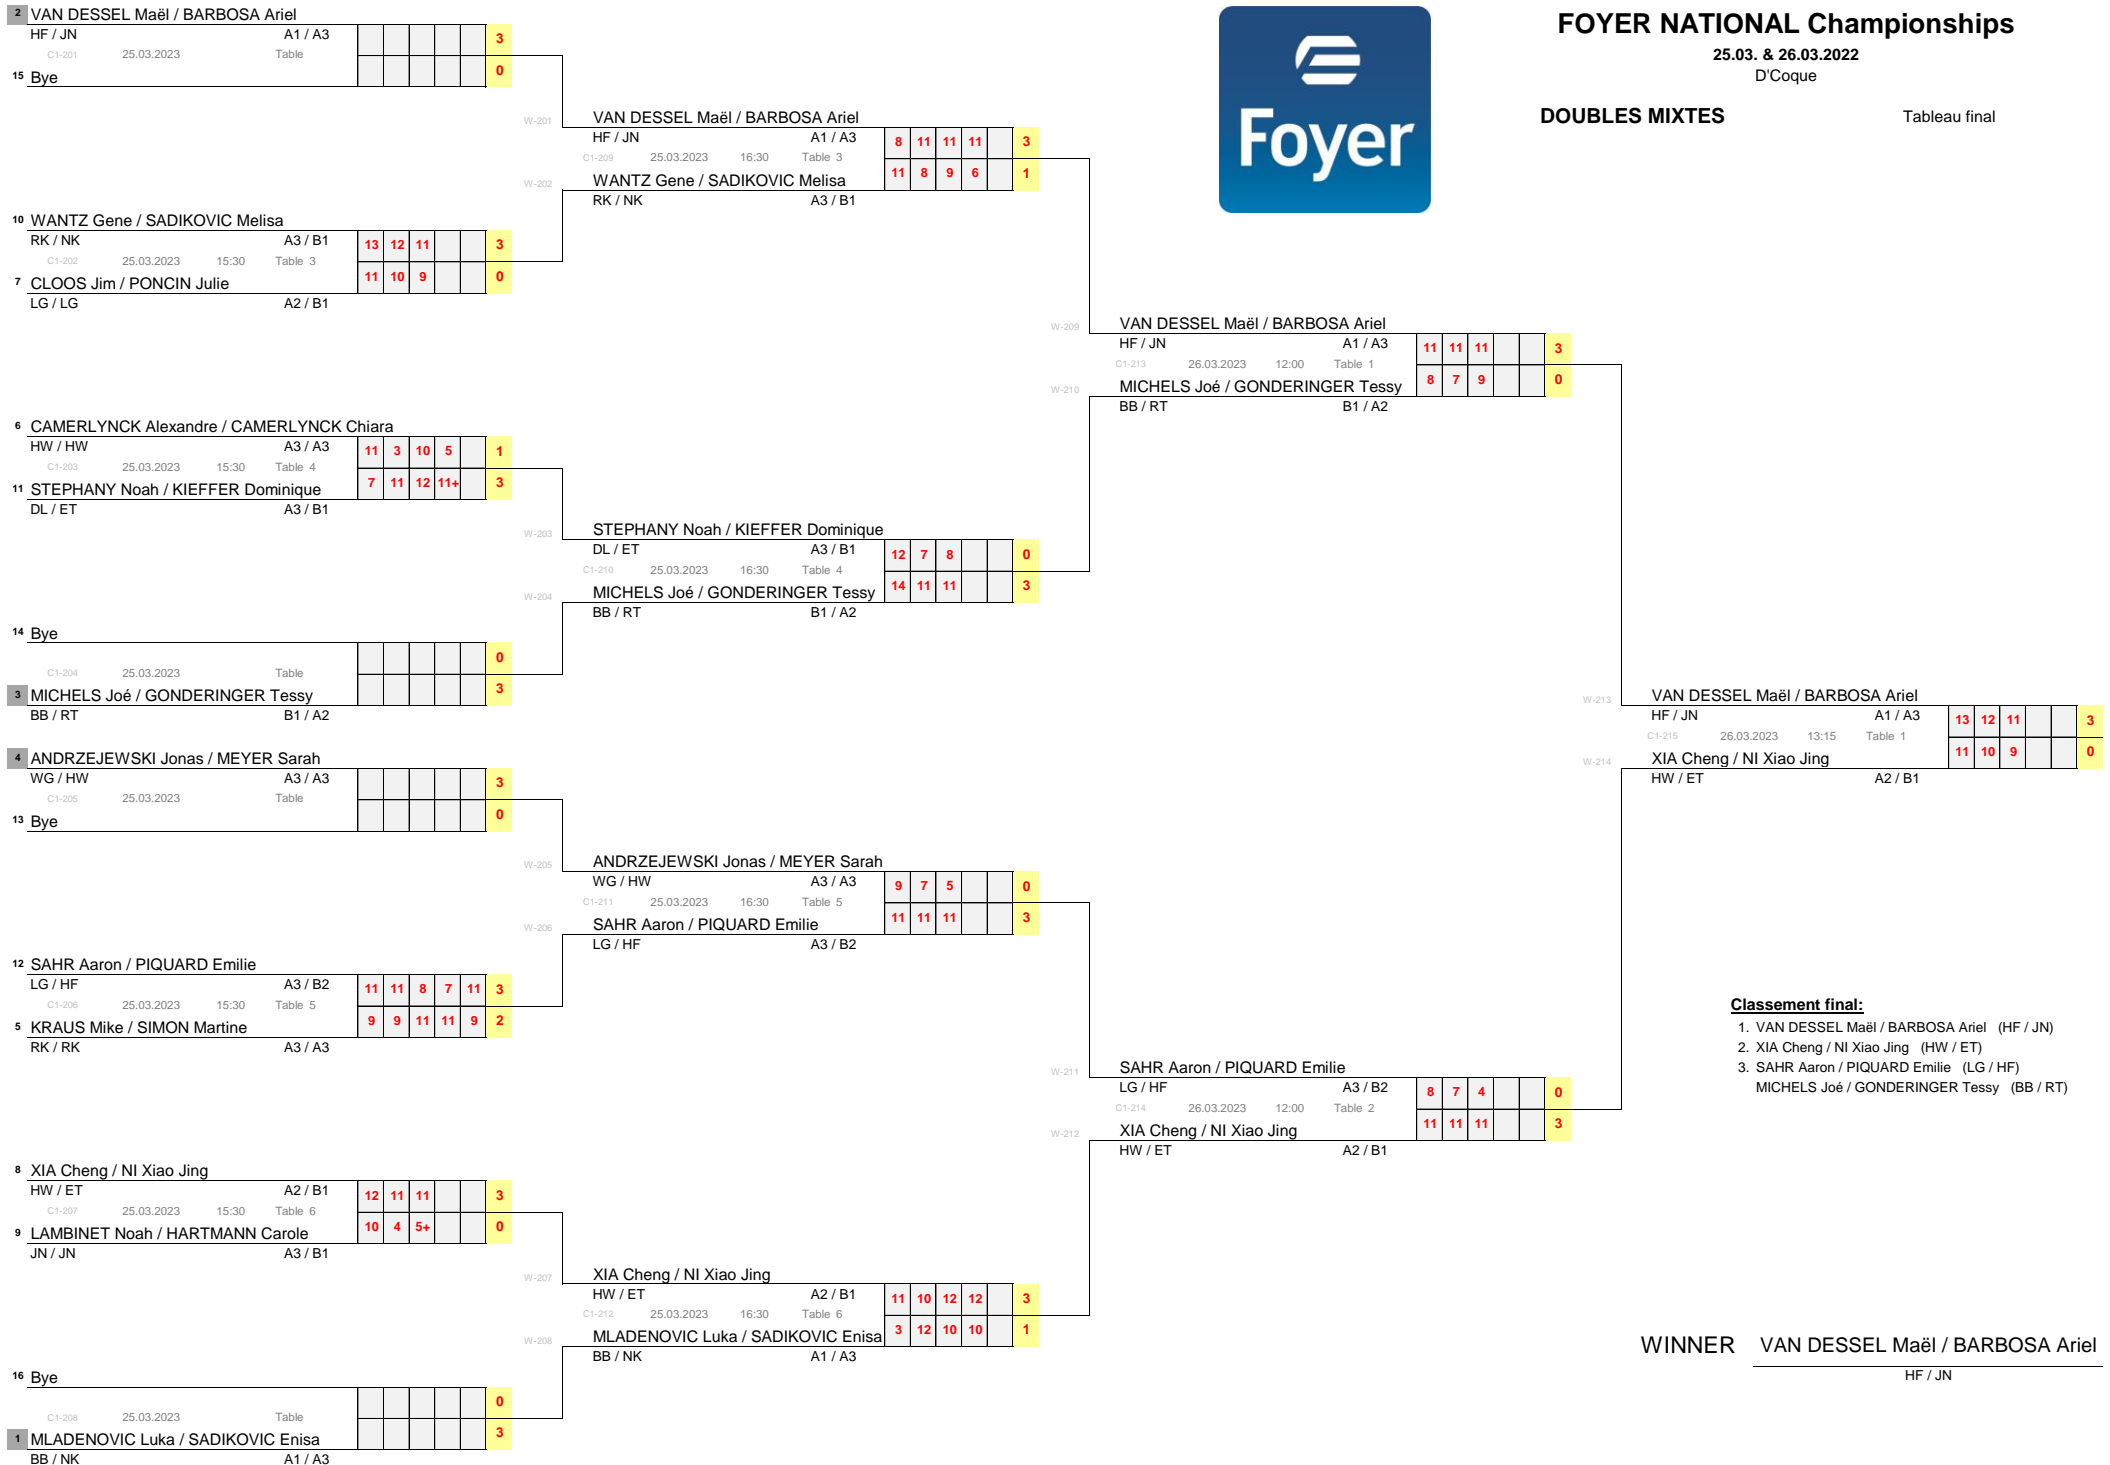 FOYER NATIONAL Championships
25.03. & 26.03.2022
D'Coque
DOUBLES MIXTES Tableau final
Foyer
2 VAN DESSEL Maël / BARBOSA Ariel
HF / JN A1 / A3 3
C1-201 25.03.2023 Table
15 Bye 0
10 WANTZ Gene / SADIKOVIC Melisa
RK / NK A3 / B1 13 12 11 3
C1-202 25.03.2023 15:30 Table 3
7 CLOOS Jim / PONCIN Julie 11 10 9 0
LG / LG A2 / B1
6 CAMERLYNCK Alexandre / CAMERLYNCK Chiara
HW / HW A3 / A3 11 3 10 5 1
C1-203 25.03.2023 15:30 Table 4
11 STEPHANY Noah / KIEFFER Dominique 7 11 12 11+ 3
DL / ET A3 / B1
14 Bye
0
C1-204 25.03.2023 Table
3 MICHELS Joé / GONDERINGER Tessy 3
BB / RT B1 / A2
4 ANDRZEJEWSKI Jonas / MEYER Sarah
WG / HW A3 / A3 3
C1-205 25.03.2023 Table
13 Bye 0
12 SAHR Aaron / PIQUARD Emilie
LG / HF A3 / B2 11 11 8 7 11 3
C1-206 25.03.2023 15:30 Table 5
5 KRAUS Mike / SIMON Martine 9 9 11 11 9 2
RK / RK A3 / A3
8 XIA Cheng / NI Xiao Jing
HW / ET A2 / B1 12 11 11 3
C1-207 25.03.2023 15:30 Table 6
9 LAMBINET Noah / HARTMANN Carole 10 4 5+ 0
JN / JN A3 / B1
16 Bye
0
C1-208 25.03.2023 Table
1 MLADENOVIC Luka / SADIKOVIC Enisa 3
BB / NK A1 / A3
W-201 VAN DESSEL Maël / BARBOSA Ariel
HF / JN A1 / A3 8 11 11 11 3
C1-209 25.03.2023 16:30 Table 3
W-202 WANTZ Gene / SADIKOVIC Melisa 11 8 9 6 1
RK / NK A3 / B1
W-203 STEPHANY Noah / KIEFFER Dominique
DL / ET A3 / B1 12 7 8 0
C1-210 25.03.2023 16:30 Table 4
W-204 MICHELS Joé / GONDERINGER Tessy 14 11 11 3
BB / RT B1 / A2
W-205 ANDRZEJEWSKI Jonas / MEYER Sarah
WG / HW A3 / A3 9 7 5 0
C1-211 25.03.2023 16:30 Table 5
W-206 SAHR Aaron / PIQUARD Emilie 11 11 11 3
LG / HF A3 / B2
W-207 XIA Cheng / NI Xiao Jing
HW / ET A2 / B1 11 10 12 12 3
C1-212 25.03.2023 16:30 Table 6
W-208 MLADENOVIC Luka / SADIKOVIC Enisa 3 12 10 10 1
BB / NK A1 / A3
W-209 VAN DESSEL Maël / BARBOSA Ariel
HF / JN A1 / A3 11 11 11 3
C1-213 26.03.2023 12:00 Table 1
W-210 MICHELS Joé / GONDERINGER Tessy 8 7 9 0
BB / RT B1 / A2
W-211 SAHR Aaron / PIQUARD Emilie
LG / HF A3 / B2 8 7 4 0
C1-214 26.03.2023 12:00 Table 2
W-212 XIA Cheng / NI Xiao Jing 11 11 11 3
HW / ET A2 / B1
W-213 VAN DESSEL Maël / BARBOSA Ariel
HF / JN A1 / A3 13 12 11 3
C1-215 26.03.2023 13:15 Table 1
W-214 XIA Cheng / NI Xiao Jing 11 10 9 0
HW / ET A2 / B1
Classement final:
1. VAN DESSEL Maël / BARBOSA Ariel (HF / JN)
2. XIA Cheng / NI Xiao Jing (HW / ET)
3. SAHR Aaron / PIQUARD Emilie (LG / HF)
MICHELS Joé / GONDERINGER Tessy (BB / RT)
WINNER VAN DESSEL Maël / BARBOSA Ariel
HF / JN